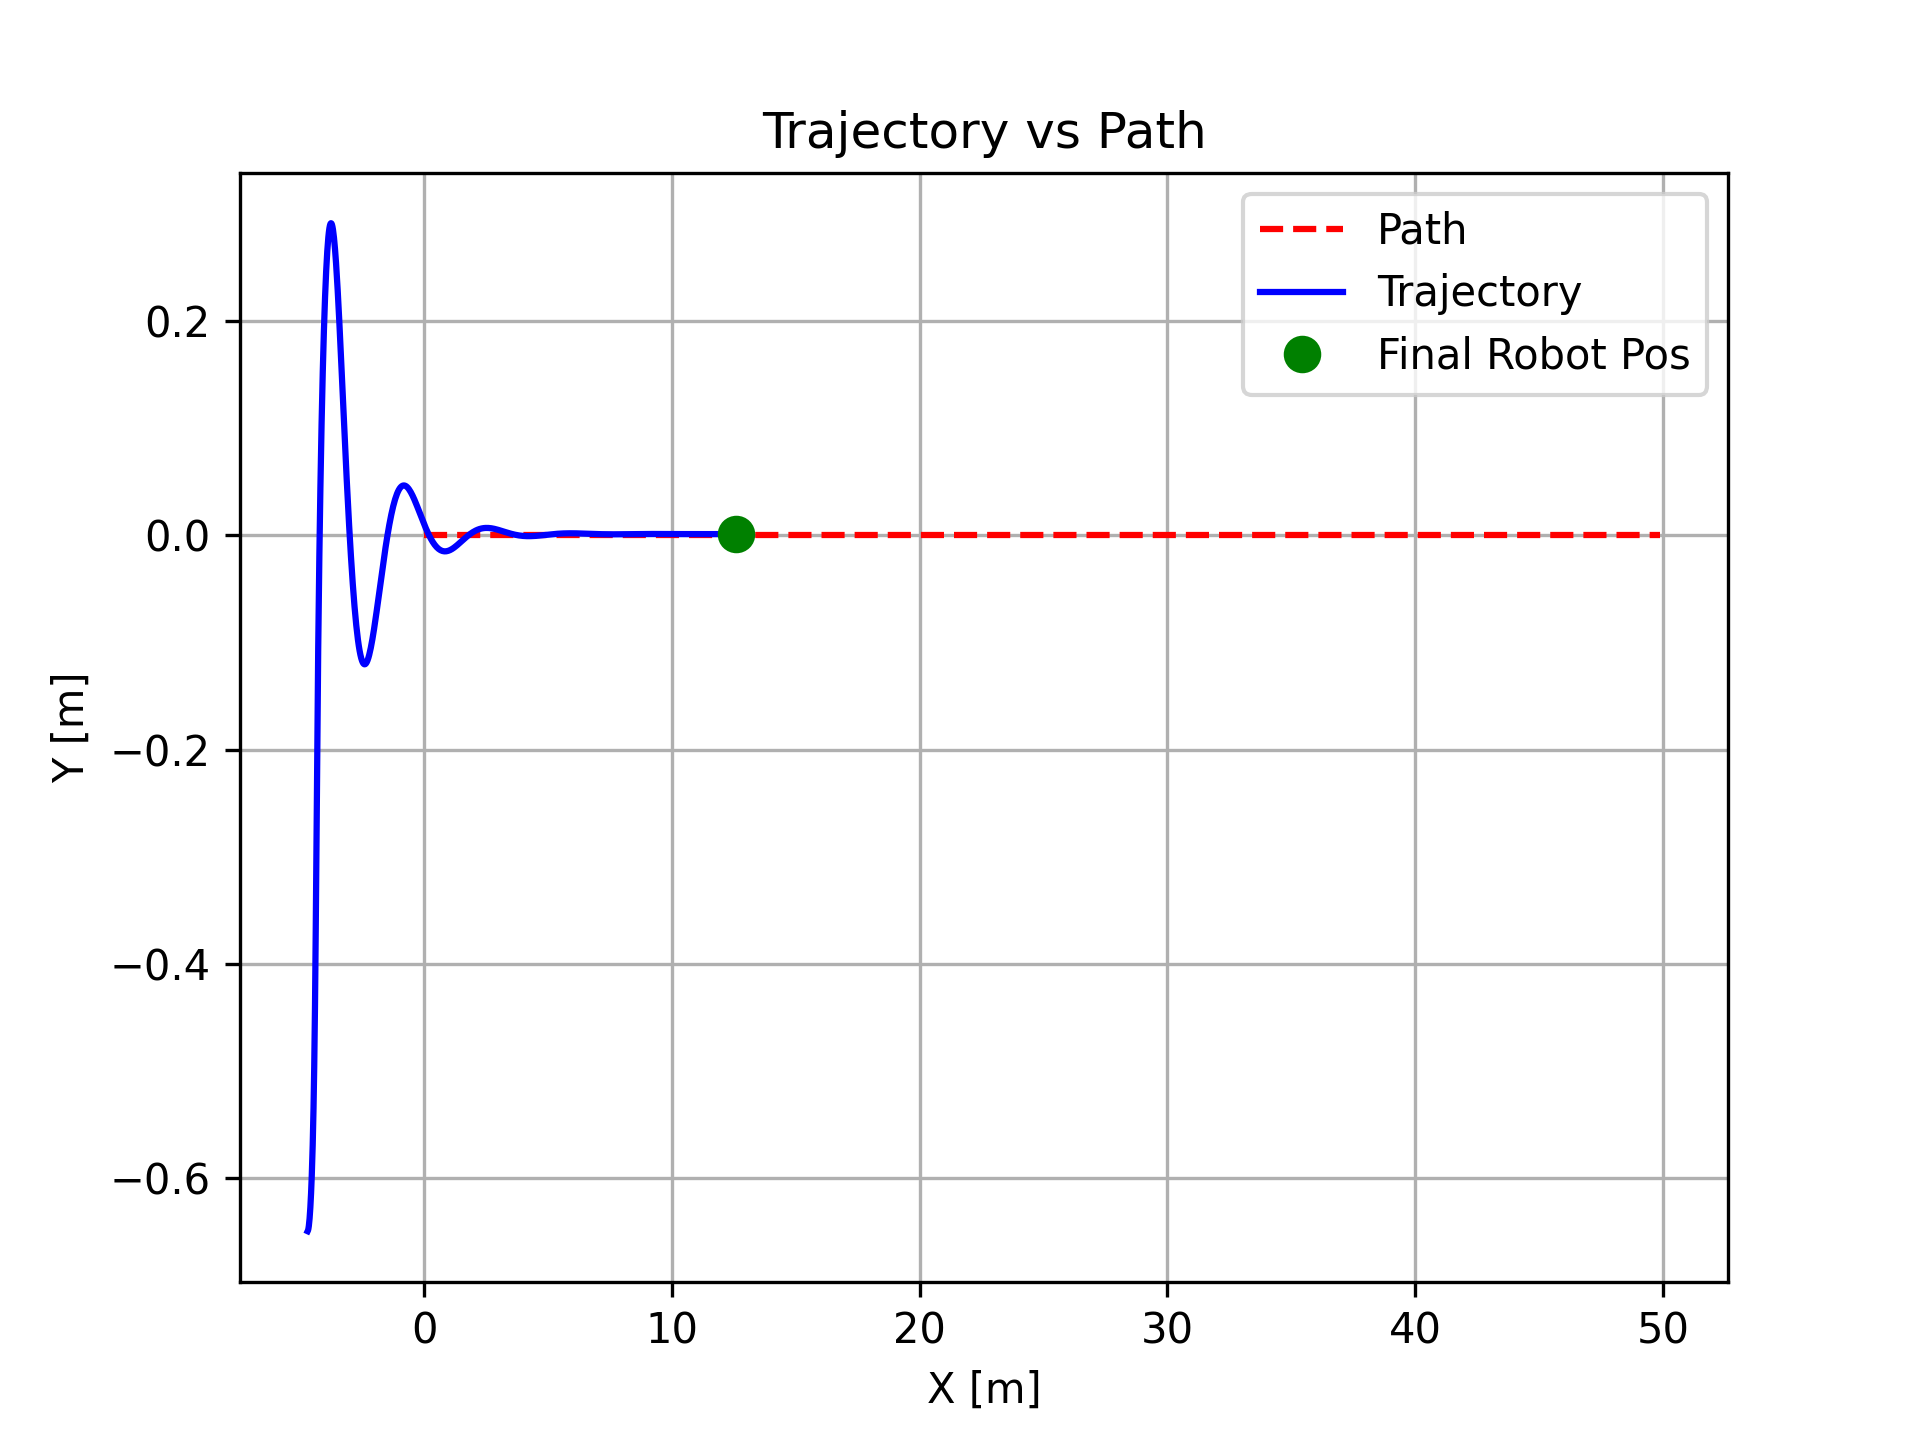 Trajectory vs Path
Path
Trajectory
Final Robot Pos
0.2
0.0
−0.2
−0.4
−0.6
Y [m]
0 10 20 30 40 50
X [m]